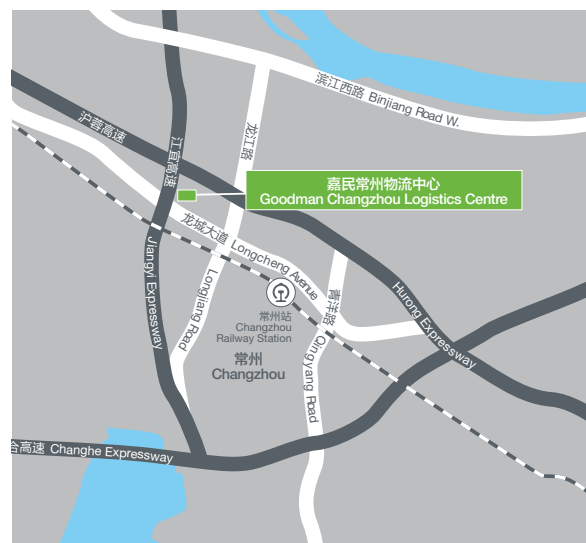 滨江西路 Binjiang Road W.
沪蓉高速
江宜高速
龙江路
嘉民常州物流中心
Goodman Changzhou Logistics Centre
龙城大道 Longcheng Avenue
Jiangyi Expressway
Longjiang Road
常州站
Changzhou
Railway Station
常州
Changzhou
青洋路
Qingyang Road
Hurong Expressway
合高速 Changhe Expressway